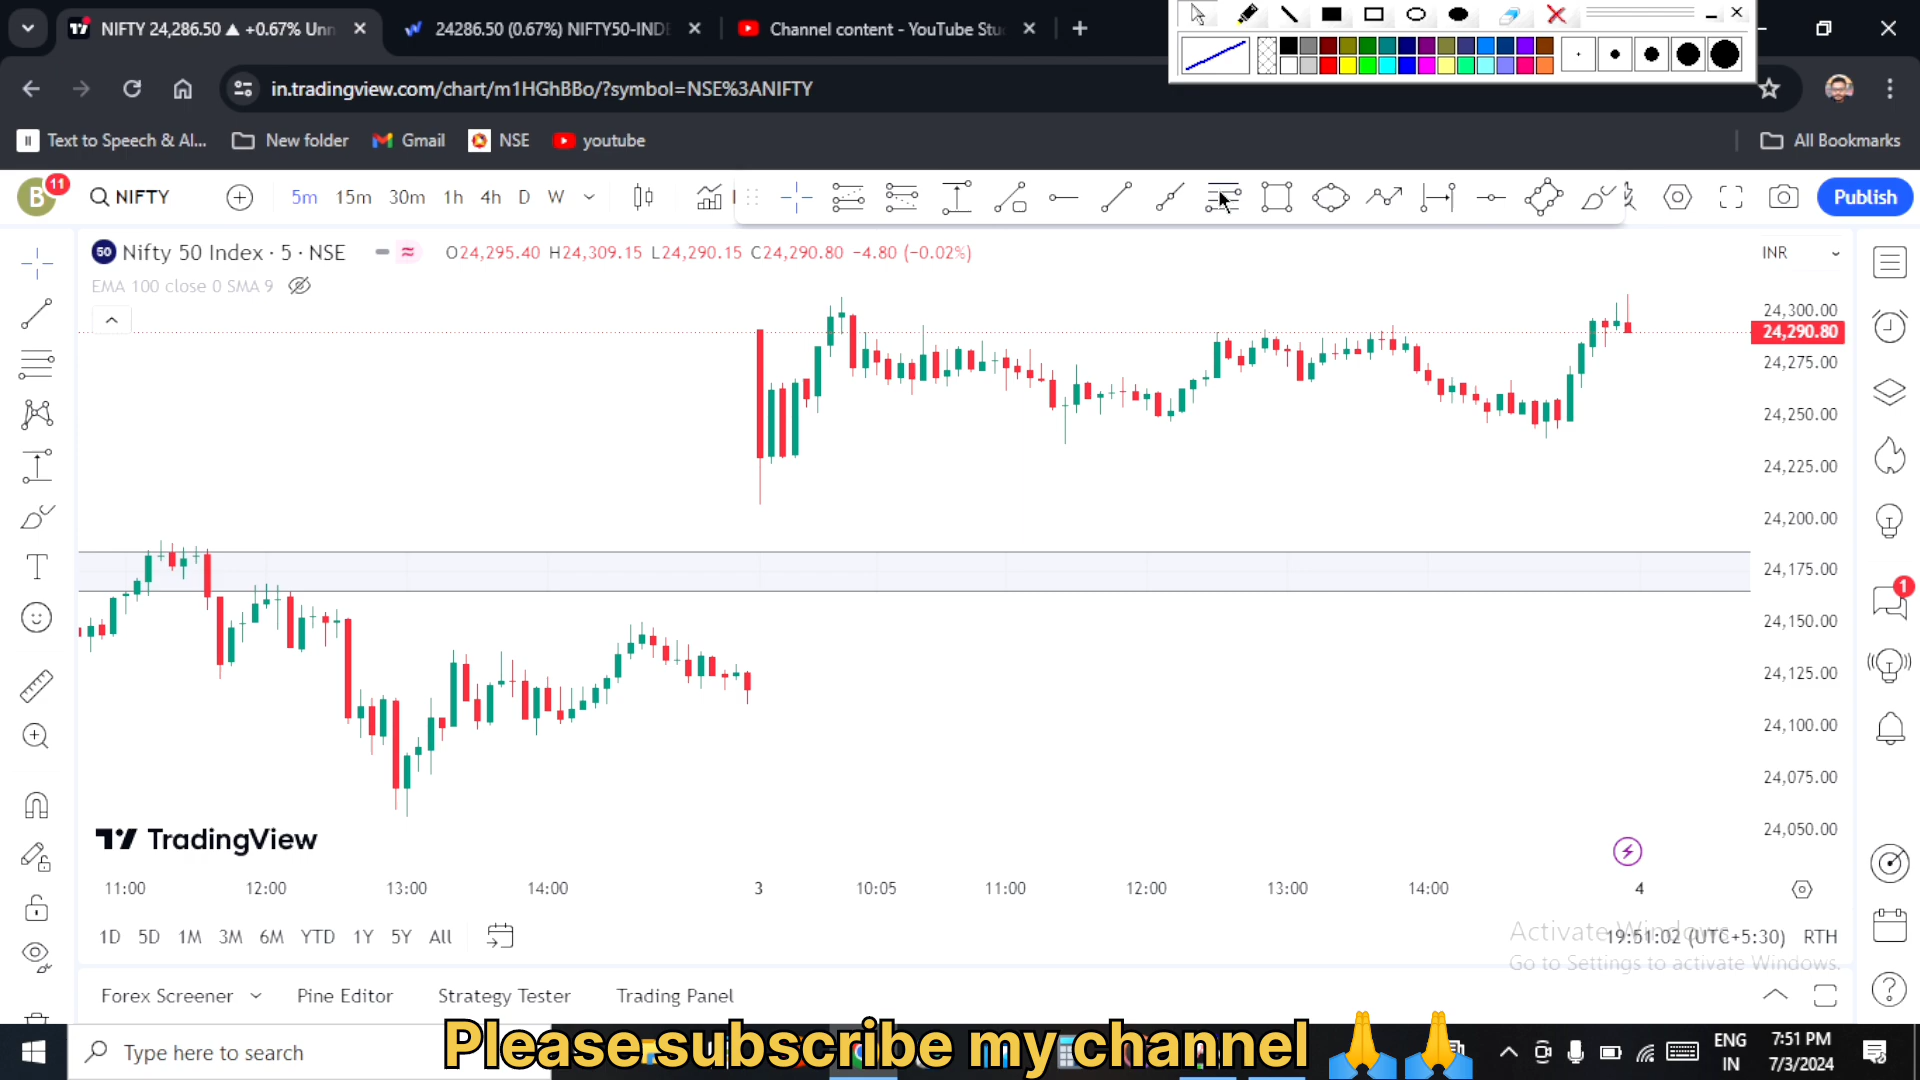 NIFTY 24,286.50 ▲ +0.67% Unn
24286.50 (0.67%) NIFTY50-INDE
Channel content - YouTube Stu
in.tradingview.com/chart/m1HGhBBo/?symbol=NSE%3ANIFTY
Text to Speech & Al...
New folder
Gmail
NSE
youtube
All Bookmarks
B
11
NIFTY
5m 15m 30m 1h 4h D W
Publish
50
Nifty 50 Index · 5 · NSE
O24,295.40 H24,309.15 L24,290.15 C24,290.80 −4.80 (−0.02%)
INR
EMA 100 close 0 SMA 9
24,300.00
24,290.80
24,275.00
24,250.00
24,225.00
24,200.00
24,175.00
24,150.00
24,125.00
24,100.00
24,075.00
24,050.00
1
TradingView
11:00 12:00 13:00 14:00 3 10:05 11:00 12:00 13:00 14:00 4
1D 5D 1M 3M 6M YTD 1Y 5Y All
19:51:02 (UTC+5:30) RTH
Activate Windows
Go to Settings to activate Windows.
Forex Screener
Pine Editor
Strategy Tester
Trading Panel
Please subscribe my channel 🙏🙏
Type here to search
ENG
IN
7:51 PM
7/3/2024